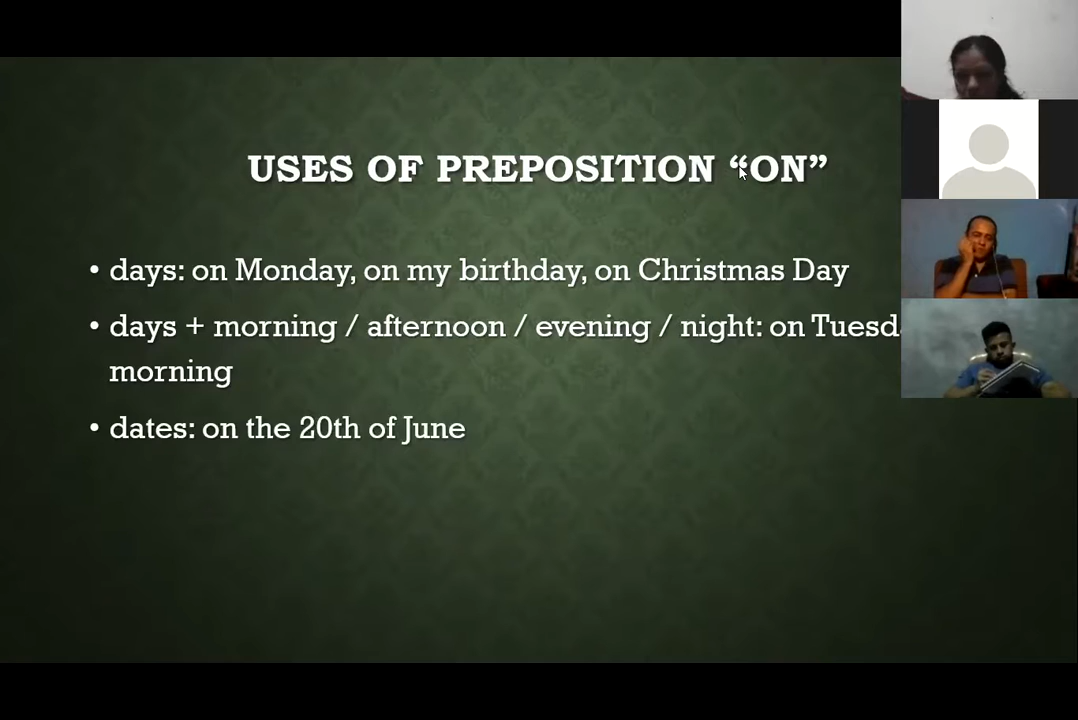 USES OF PREPOSITION “ON”
• days: on Monday, on my birthday, on Christmas Day
• days + morning / afternoon / evening / night: on
morning
• dates: on the 20th of June